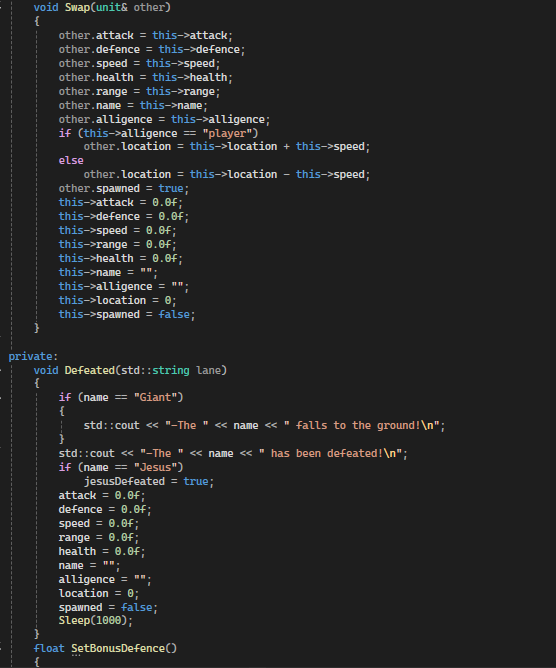 void Swap(unit& other)
{
other.attack = this->attack;
other.defence = this->defence;
other.speed = this->speed;
other.health = this->health;
other.range = this->range;
other.name = this->name;
other.alligence = this->alligence;
if (this->alligence == "player")
other.location = this->location + this->speed;
else
other.location = this->location - this->speed;
other.spawned = true;
this->attack = 0.0f;
this->defence = 0.0f;
this->speed = 0.0f;
this->range = 0.0f;
this->health = 0.0f;
this->name = "";
this->alligence = "";
this->location = 0;
this->spawned = false;
}
private:
void Defeated(std::string lane)
{
if (name == "Giant")
{
std::cout << "-The " << name << " falls to the ground!\n";
}
std::cout << "-The " << name << " has been defeated!\n";
if (name == "Jesus")
jesusDefeated = true;
attack = 0.0f;
defence = 0.0f;
speed = 0.0f;
range = 0.0f;
health = 0.0f;
name = "";
alligence = "";
location = 0;
spawned = false;
Sleep(1000);
}
float SetBonusDefence()
{